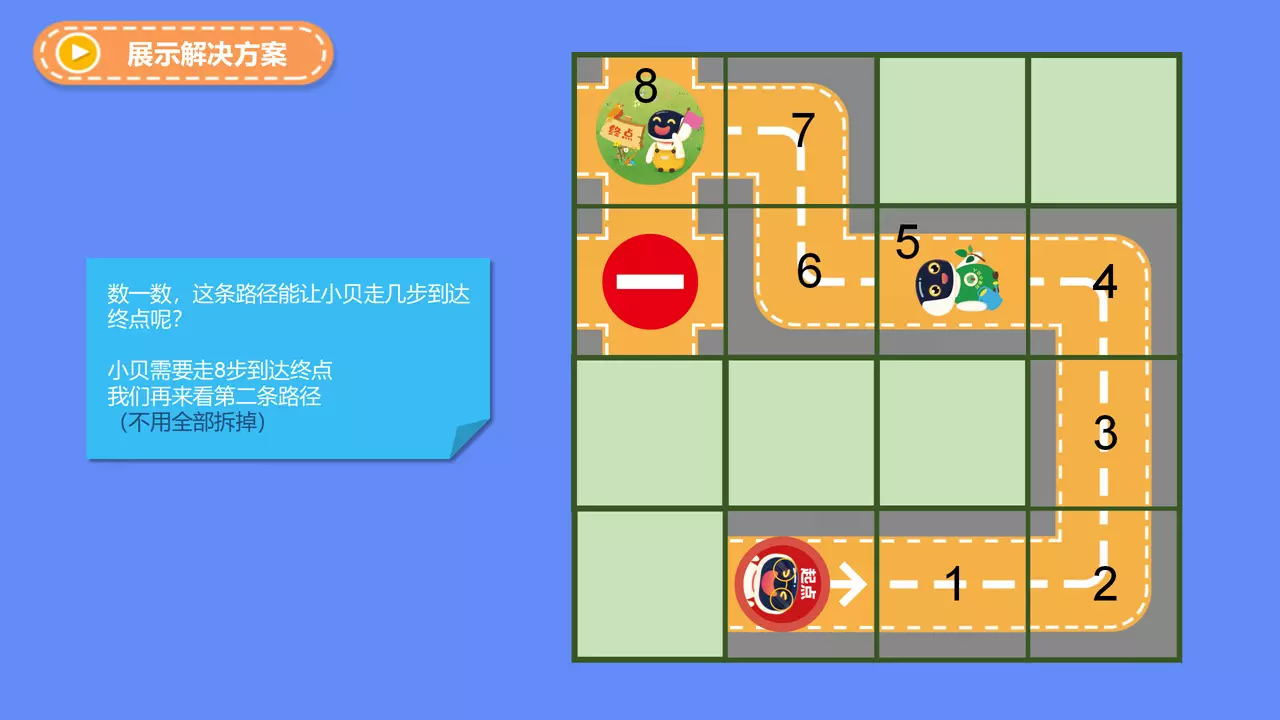 展示解决方案
数一数，这条路径能让小贝走几步到达
终点呢？
小贝需要走8步到达终点
我们再来看第二条路径
（不用全部拆掉）
8
终点
7
6
5
4
3
起点
1
2